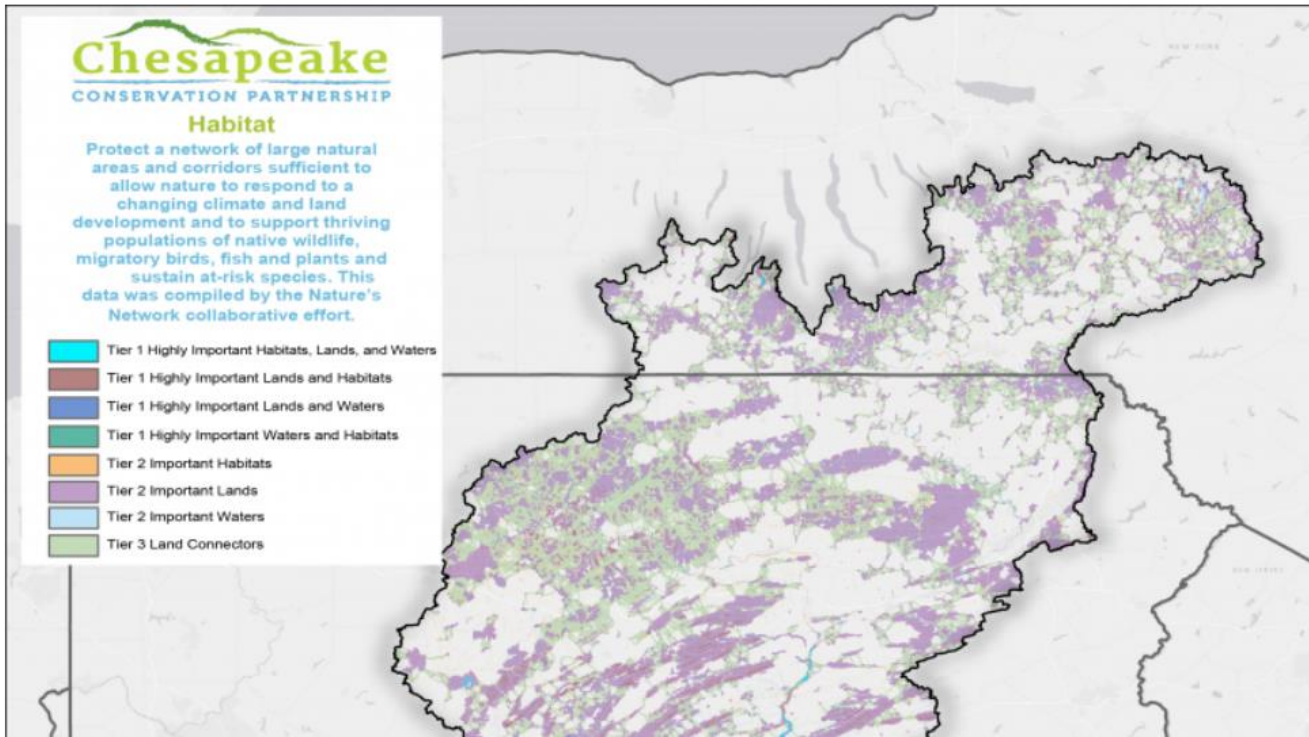 Chesapeake
CONSERVATION PARTNERSHIP
Habitat
Protect a network of large natural
areas and corridors sufficient to
allow nature to respond to a
changing climate and land
development and to support thriving
populations of native wildlife,
migratory birds, fish and plants and
sustain at-risk species. This
data was compiled by the Nature's
Network collaborative effort.
Tier 1 Highly Important Habitats, Lands, and Waters
Tier 1 Highly Important Lands and Habitats
Tier 1 Highly Important Lands and Waters
Tier 1 Highly Important Waters and Habitats
Tier 2 Important Habitats
Tier 2 Important Lands
Tier 2 Important Waters
Tier 3 Land Connectors
NEW YORK
NEW JERSEY